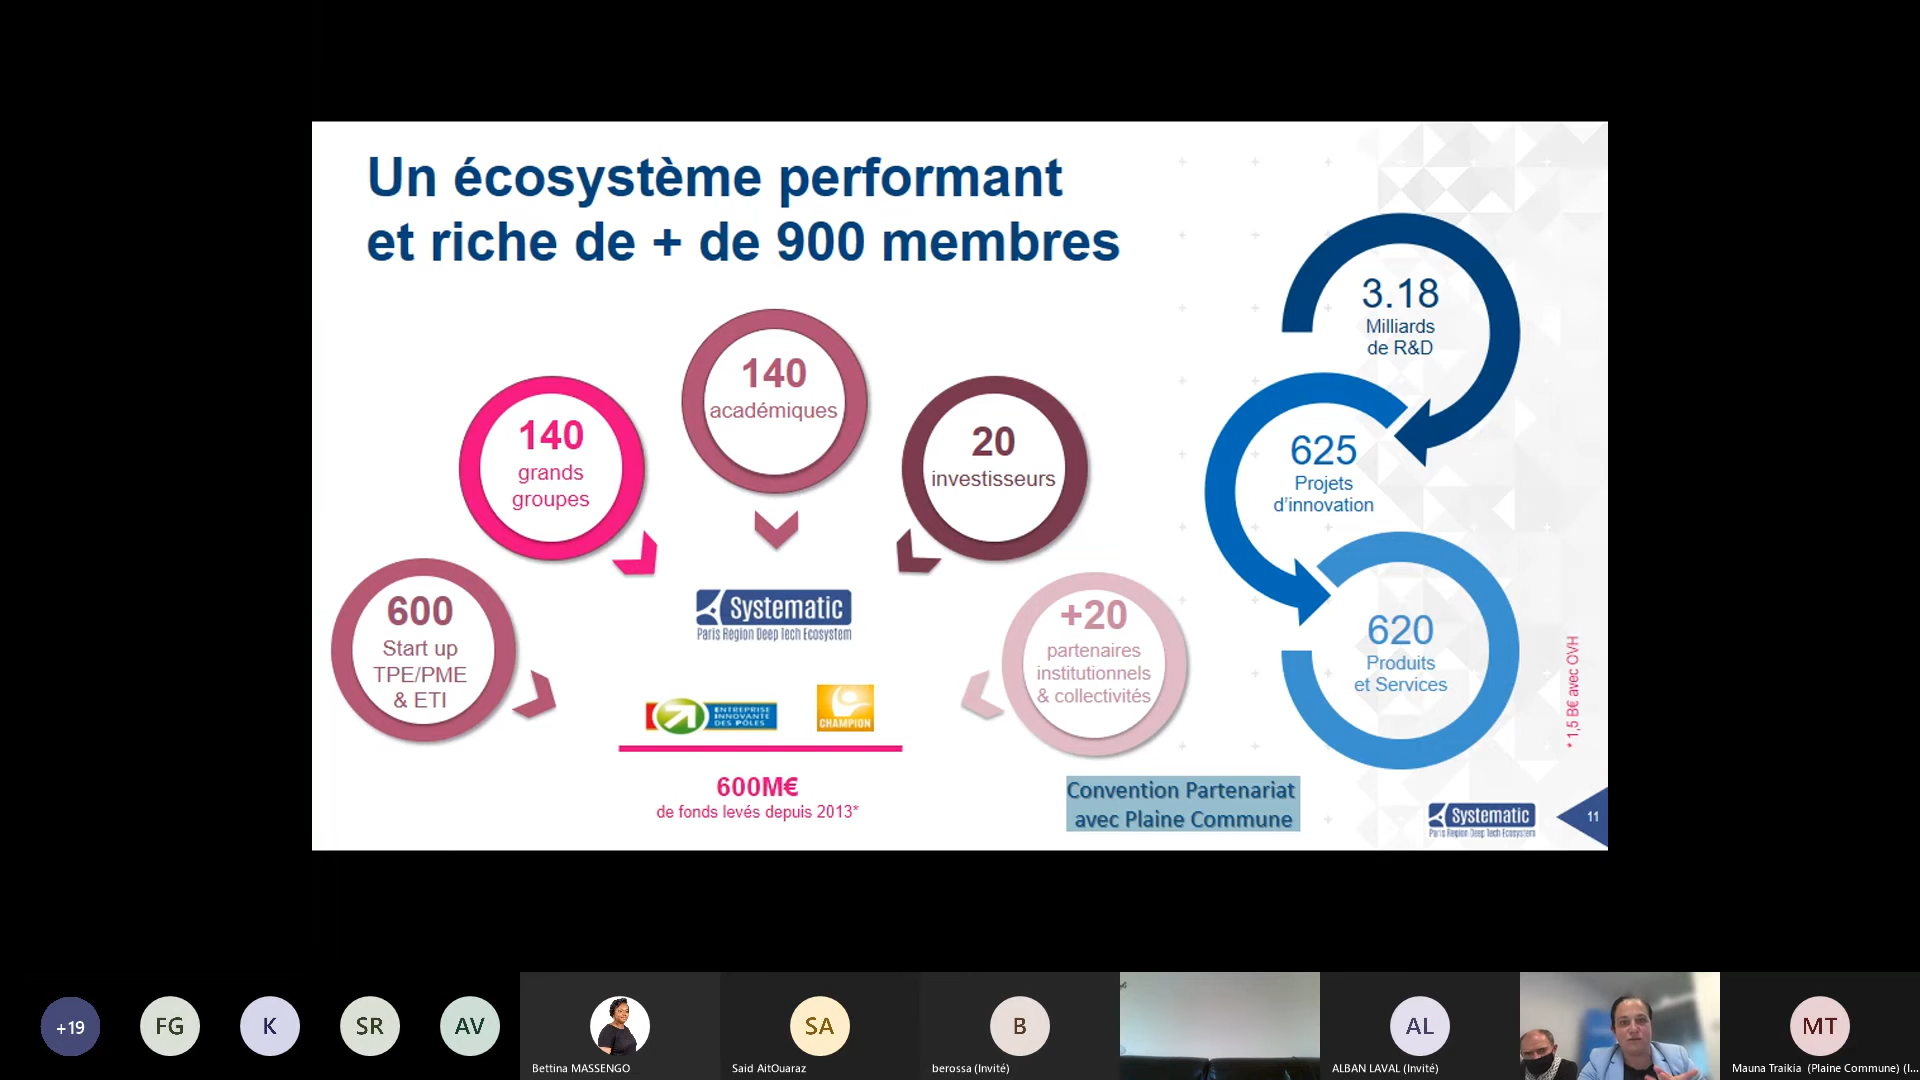 Un écosystème performant
et riche de + de 900 membres
3.18
Milliards
de R&D
140
académiques
140
grands
groupes
20
investisseurs
625
Projets
d'innovation
600
Start up
TPE/PME
& ETI
Systematic
Paris Region Deep Tech Ecosystem
+20
partenaires
institutionnels
& collectivités
620
Produits
et Services
* 1,5 B€ avec OVH
ENTREPRISE
INNOVANTE
DES PÔLES
CHAMPION
600M€
de fonds levés depuis 2013*
Convention Partenariat
avec Plaine Commune
Systematic
Paris Region Deep Tech Ecosystem
11
+19
FG
K
SR
AV
Bettina MASSENGO
SA
Said AitOuaraz
B
berossa (Invité)
AL
ALBAN LAVAL (Invité)
MT
Mauna Traikia (Plaine Commune) (I...